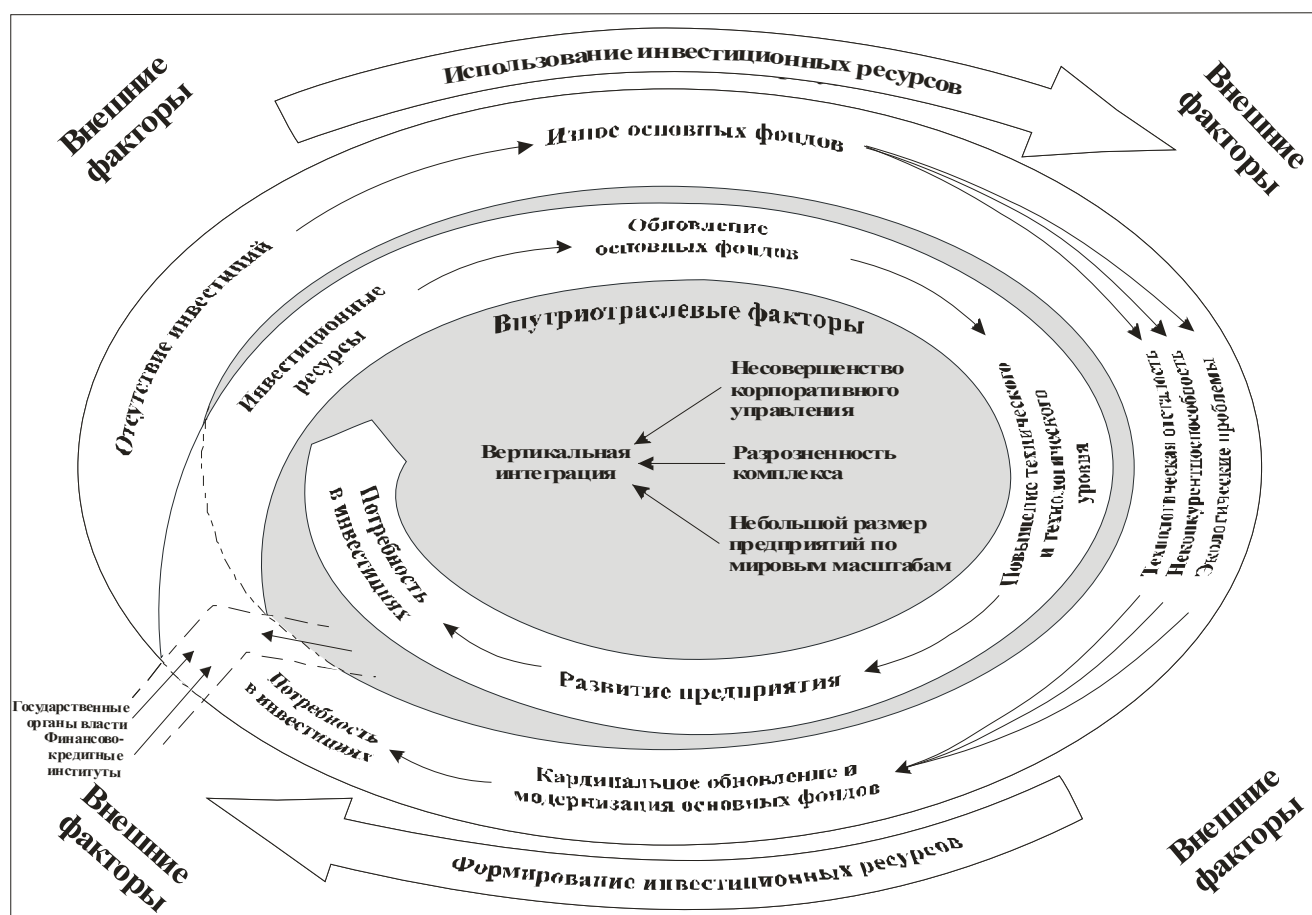 Внешние
факторы
Использование инвестиционных ресурсов
Внешние
факторы
Износ основных фондов
Отсутствие инвестиций
Обновление
основных фондов
Инвестиционные
ресурсы
Внутриотраслевые факторы
Несовершенство
корпоративного
управления
Вертикальная
интеграция
Разрозненность
комплекса
Небольшой размер
предприятий по
мировым масштабам
Повышение технического
и технологического
уровня
Технологическая отсталость
Неконкурентоспособность
Экологические проблемы
Потребность
в инвестициях
Развитие предприятия
Потребность
в инвестициях
Государственные
органы власти
Финансово-
кредитные
институты
Кардинальное обновление и
модернизация основных фондов
Внешние
факторы
Формирование инвестиционных ресурсов
Внешние
факторы